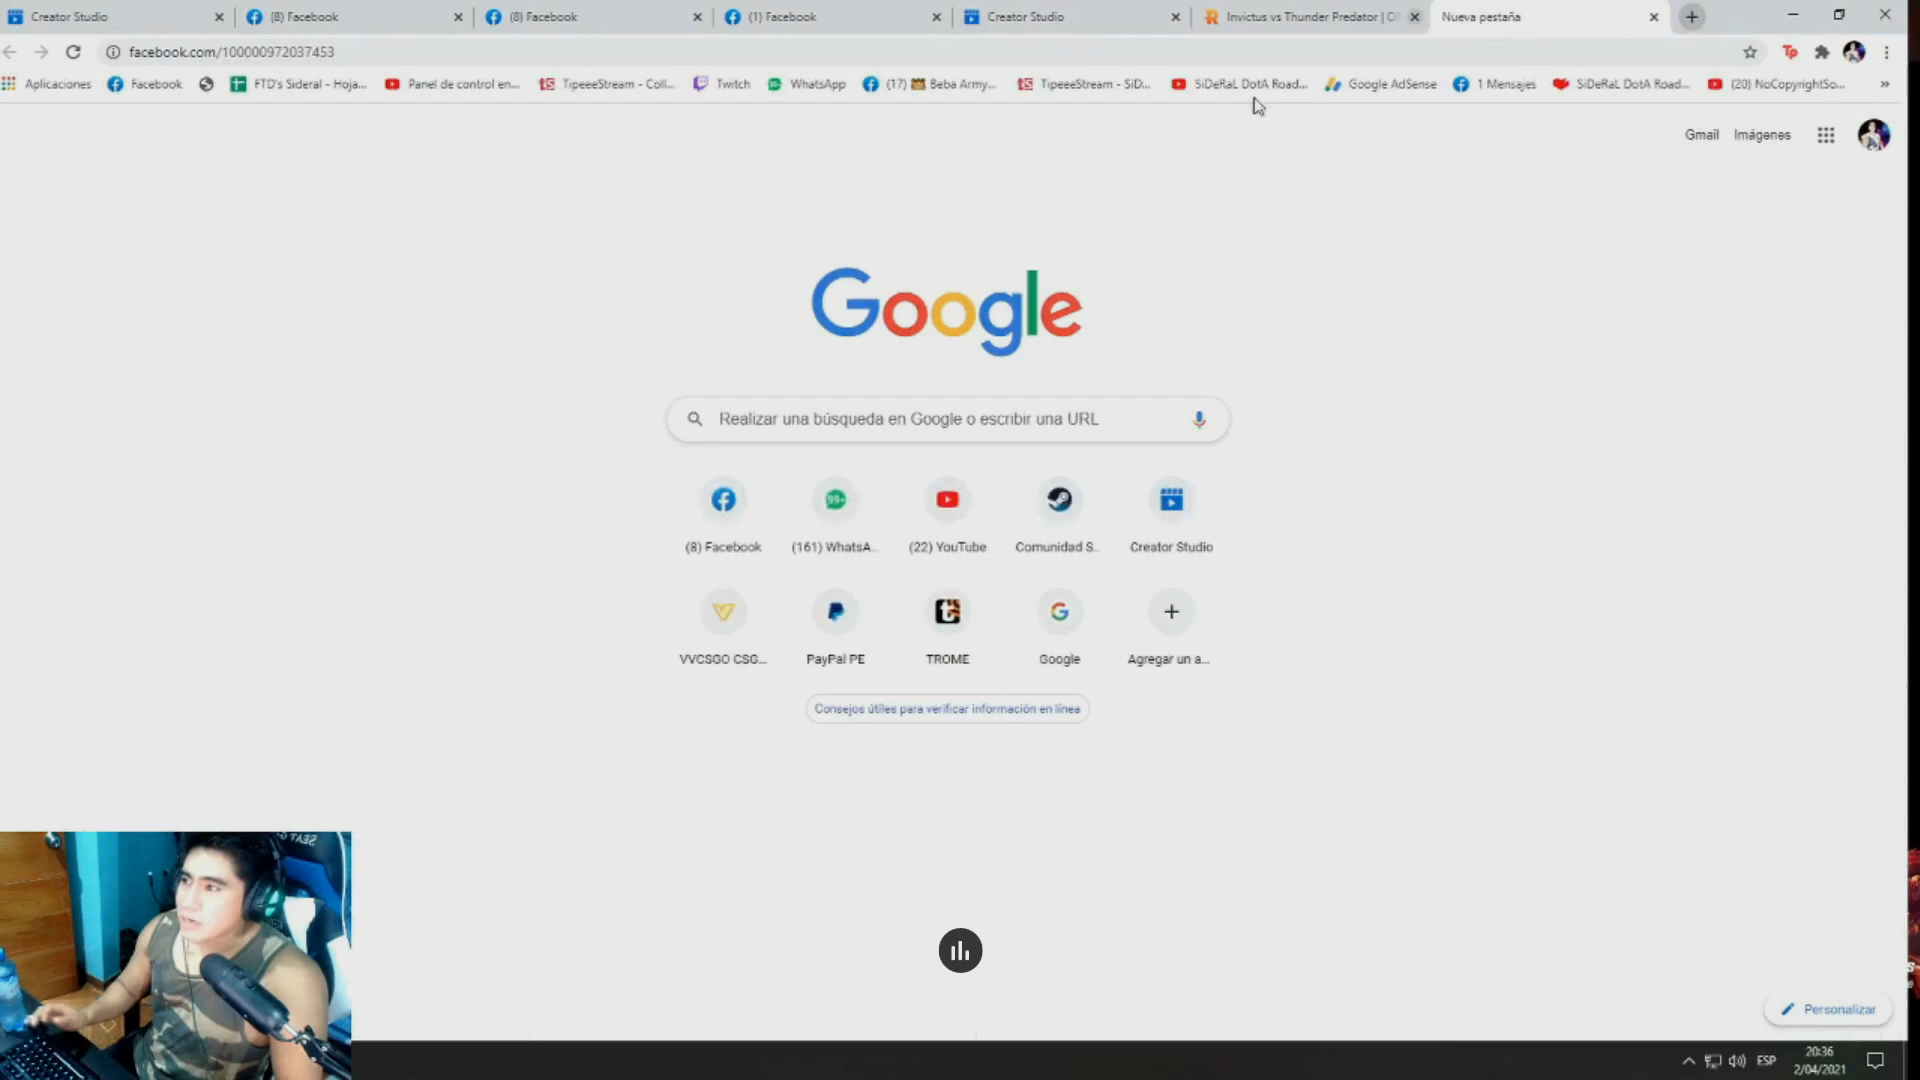 Creator Studio
(8) Facebook
(8) Facebook
(1) Facebook
Creator Studio
Invictus vs Thunder Predator |
Nueva pestaña
facebook.com/100000972037453
Aplicaciones
Facebook
FTD's Sideral - Hoja...
Panel de control en...
TipeeeStream - Coll...
Twitch
WhatsApp
(17) Beba Army...
TipeeeStream - SiD...
SiDeRaL DotA Road...
Google AdSense
1 Mensajes
SiDeRaL DotA Road...
(20) NoCopyrightSo...
Gmail
Imágenes
Google
Realizar una búsqueda en Google o escribir una URL
99+
(8) Facebook
(161) WhatsA...
(22) YouTube
Comunidad S...
Creator Studio
VVCSGO CSG...
PayPal PE
TROME
Google
Agregar un a...
Consejos útiles para verificar información en línea
Personalizar
ESP
20:36
2/04/2021